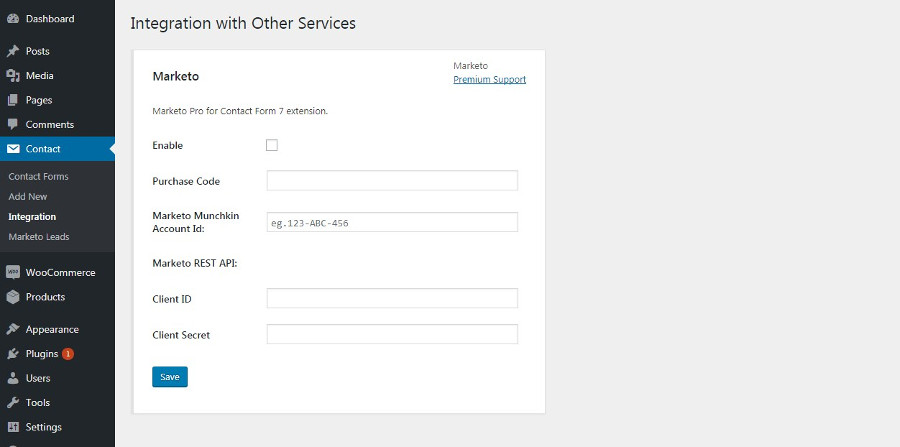 Dashboard
Posts
Media
Pages
Comments
Contact
Contact Forms
Add New
Integration
Marketo Leads
WOO
WooCommerce
Products
Appearance
Plugins 1
Users
Tools
Settings
Integration with Other Services
Marketo
Marketo
Premium Support
Marketo Pro for Contact Form 7 extension.
Enable
Purchase Code
Marketo Munchkin
Account Id:
eg.123-ABC-456
Marketo REST API:
Client ID
Client Secret
Save